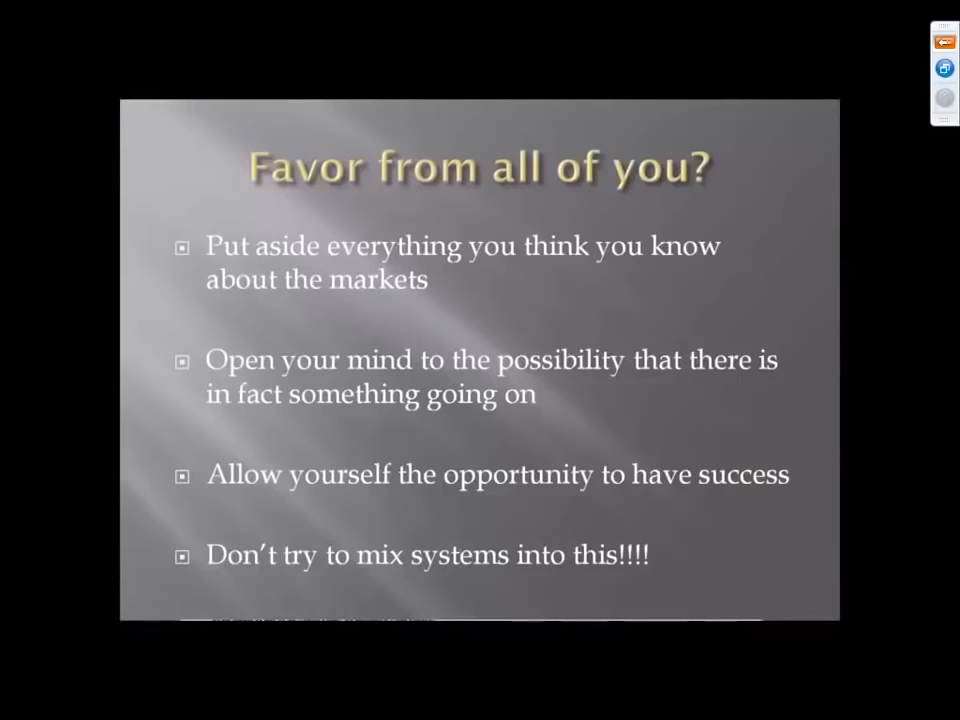 Favor from all of you?
Put aside everything you think you know
about the markets
Open your mind to the possibility that there is
in fact something going on
Allow yourself the opportunity to have success
Don't try to mix systems into this!!!!